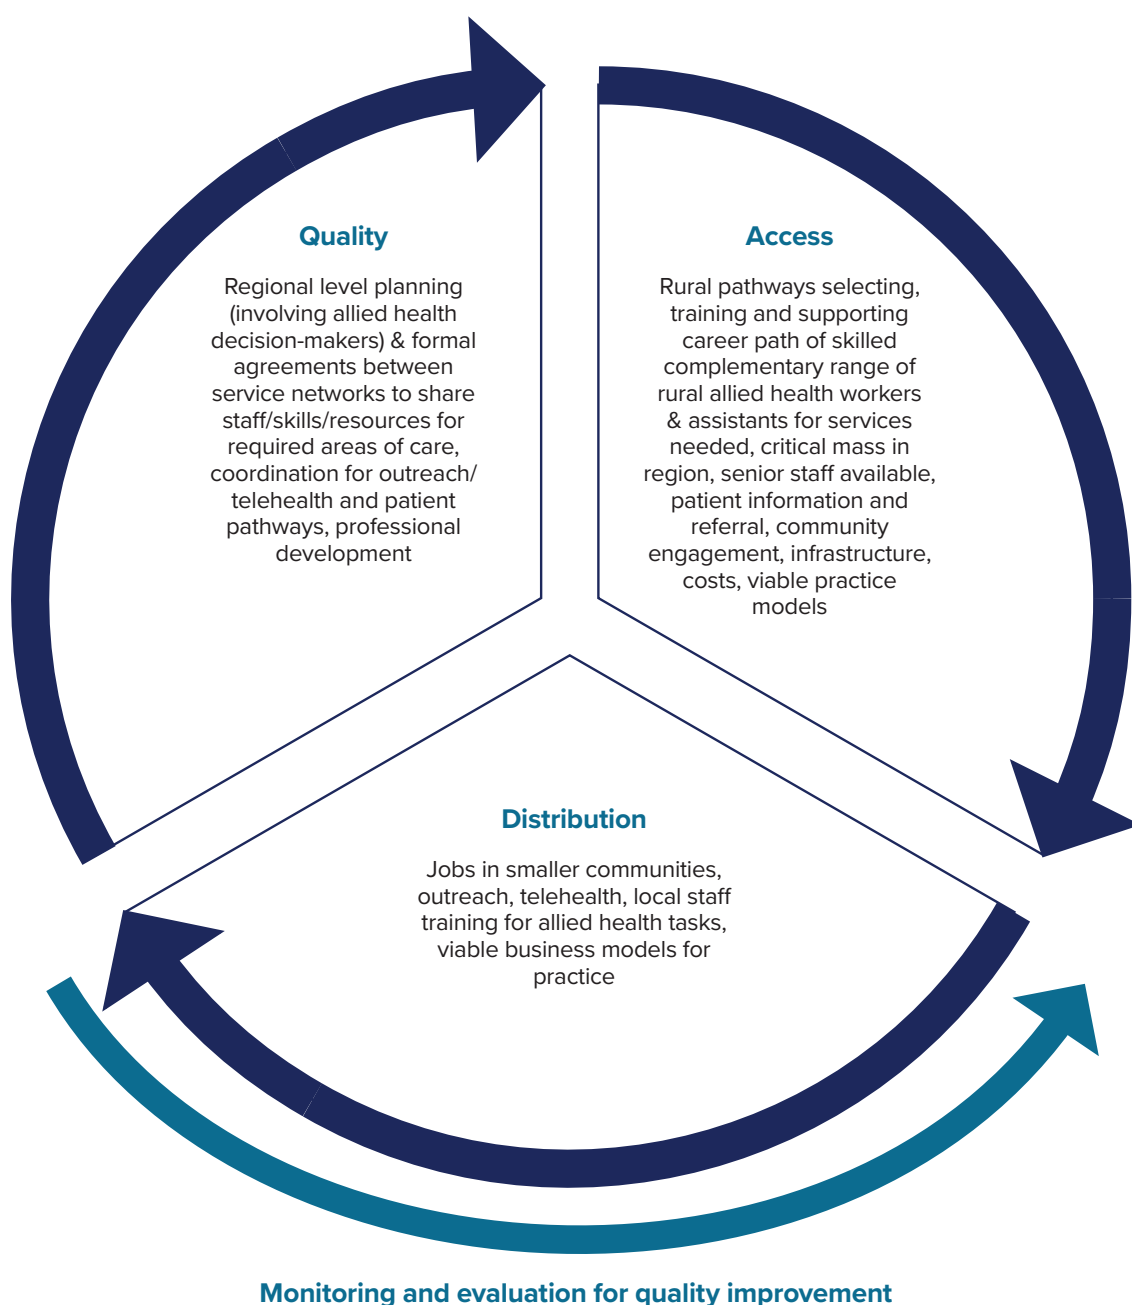 Quality
Regional level planning
(involving allied health
decision-makers) & formal
agreements between
service networks to share
staff/skills/resources for
required areas of care,
coordination for outreach/
telehealth and patient
pathways, professional
development
Access
Rural pathways selecting,
training and supporting
career path of skilled
complementary range of
rural allied health workers
& assistants for services
needed, critical mass in
region, senior staff available,
patient information and
referral, community
engagement, infrastructure,
costs, viable practice
models
Distribution
Jobs in smaller communities,
outreach, telehealth, local staff
training for allied health tasks,
viable business models for
practice
Monitoring and evaluation for quality improvement